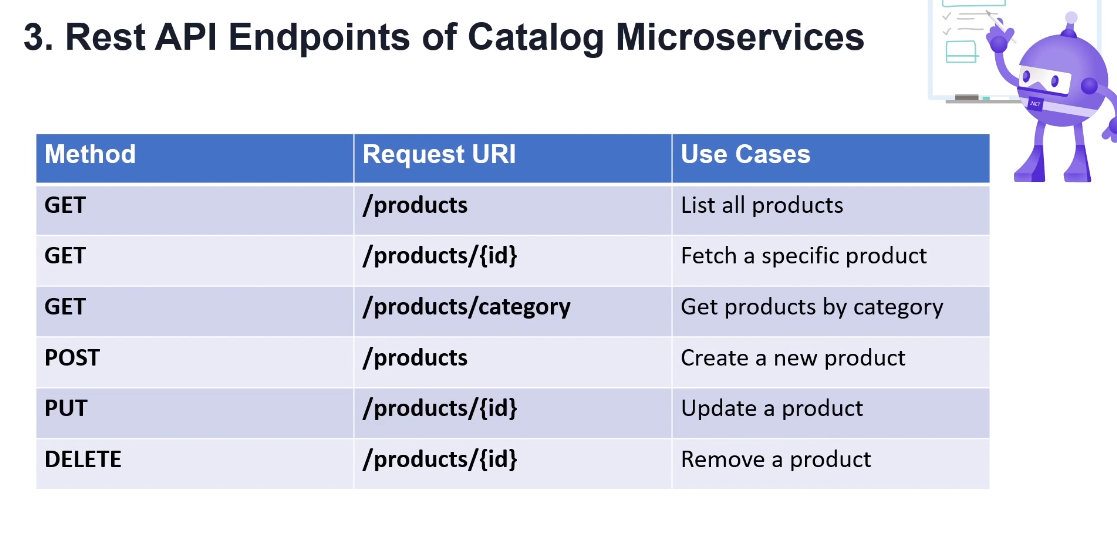 3. Rest API Endpoints of Catalog Microservices
Method Request URI Use Cases
GET /products List all products
GET /products/{id} Fetch a specific product
GET /products/category Get products by category
POST /products Create a new product
PUT /products/{id} Update a product
DELETE /products/{id} Remove a product
.NET